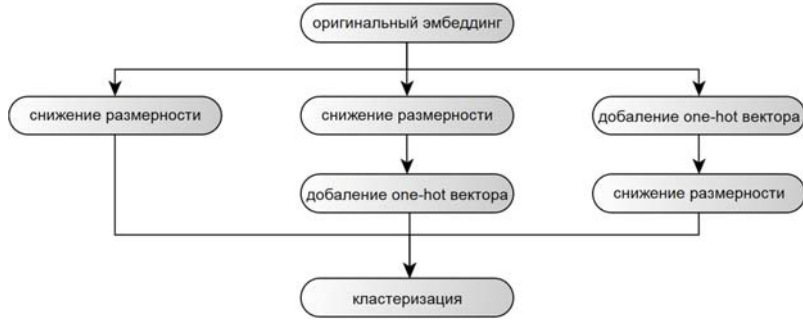 оригинальный эмбеддинг
снижение размерности
снижение размерности
добаление one-hot вектора
добаление one-hot вектора
снижение размерности
кластеризация